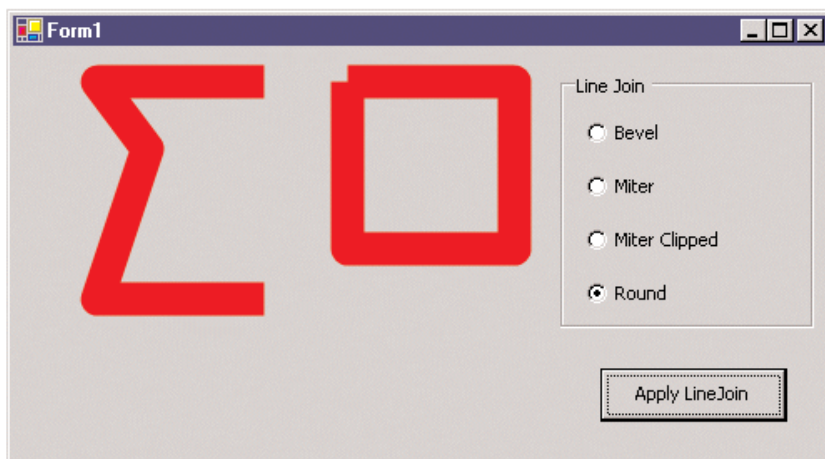 Form1
Line Join
Bevel
Miter
Miter Clipped
Round
Apply LineJoin